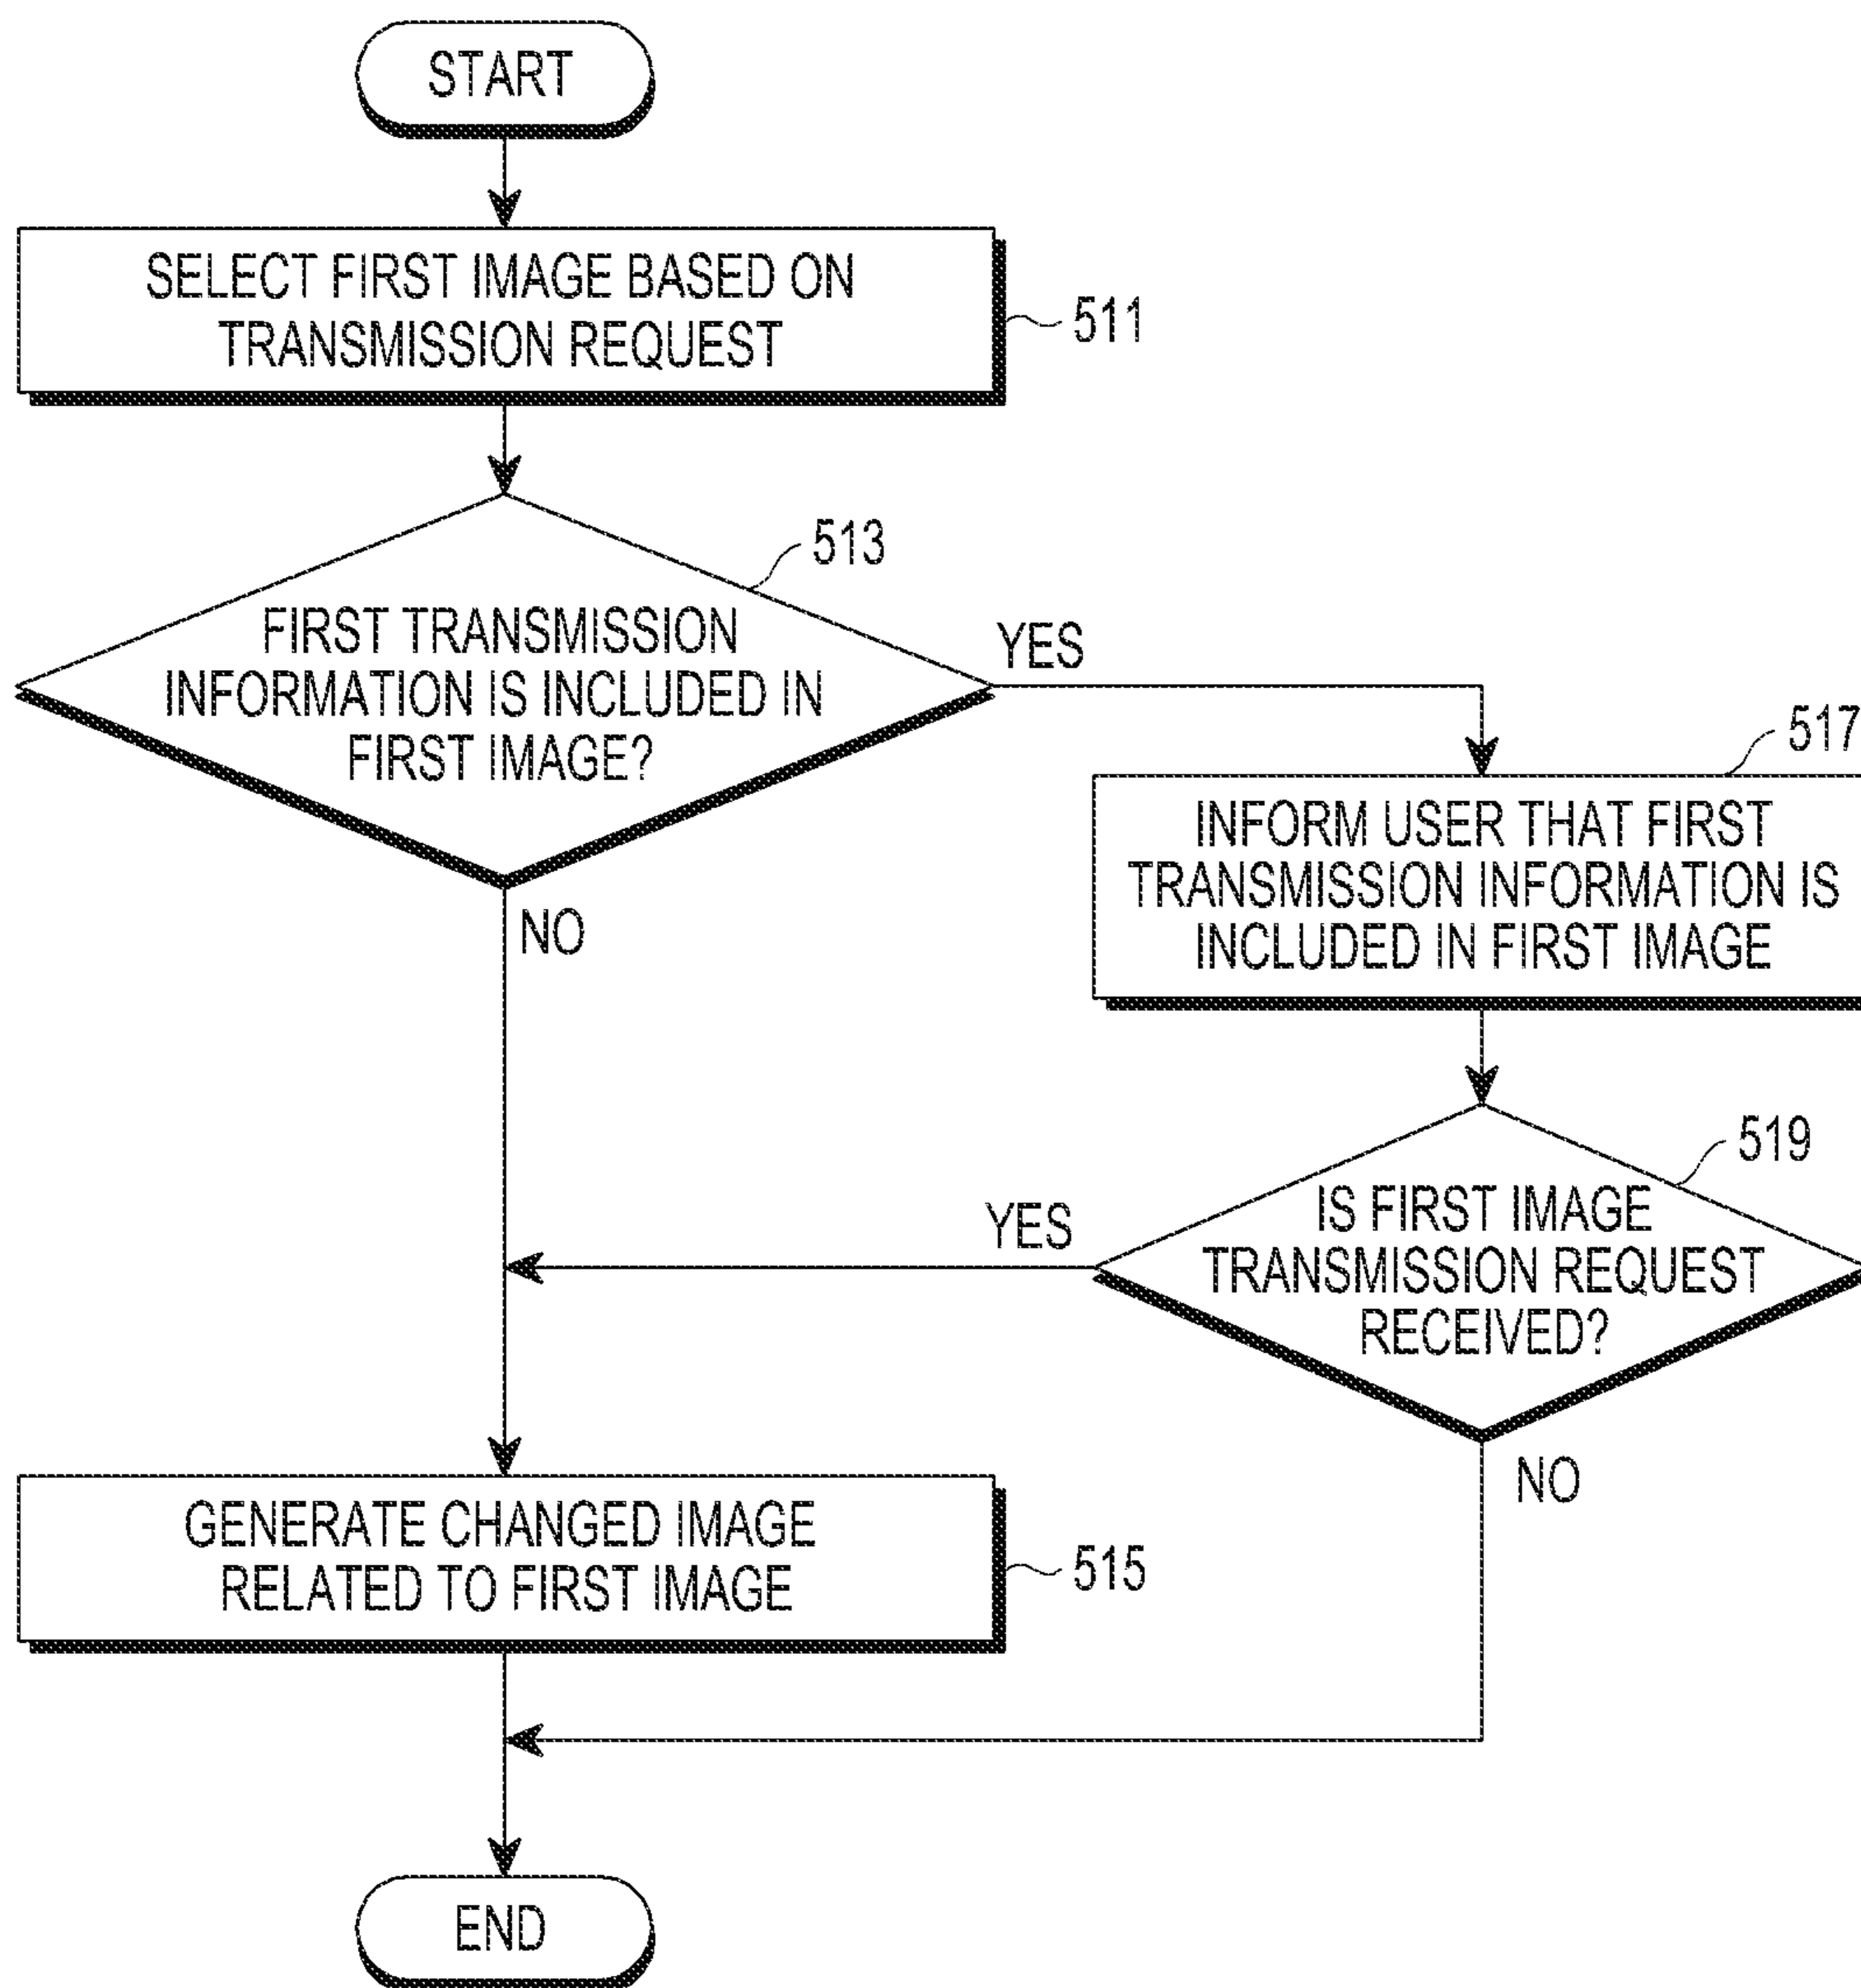 START
SELECT FIRST IMAGE BASED ON
TRANSMISSION REQUEST
511
513
FIRST TRANSMISSION
INFORMATION IS INCLUDED IN
FIRST IMAGE?
YES
NO
517
INFORM USER THAT FIRST
TRANSMISSION INFORMATION IS
INCLUDED IN FIRST IMAGE
519
IS FIRST IMAGE
TRANSMISSION REQUEST
RECEIVED?
YES
NO
GENERATE CHANGED IMAGE
RELATED TO FIRST IMAGE
515
END